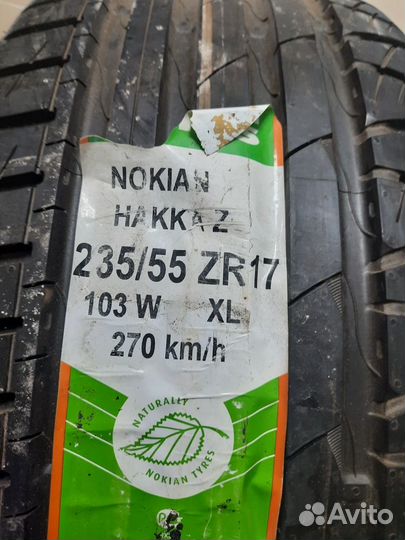 NOKIAN
HAKKA Z
235/55 ZR17
103 W XL
270 km/h
NATURALLY
NOKIAN TYRES
Avito